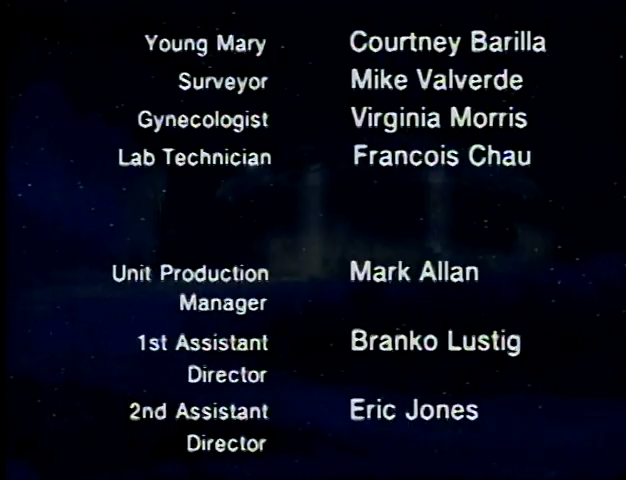 Young Mary Courtney Barilla
Surveyor Mike Valverde
Gynecologist Virginia Morris
Lab Technician Francois Chau
Unit Production Mark Allan
Manager
1st Assistant Branko Lustig
Director
2nd Assistant Eric Jones
Director